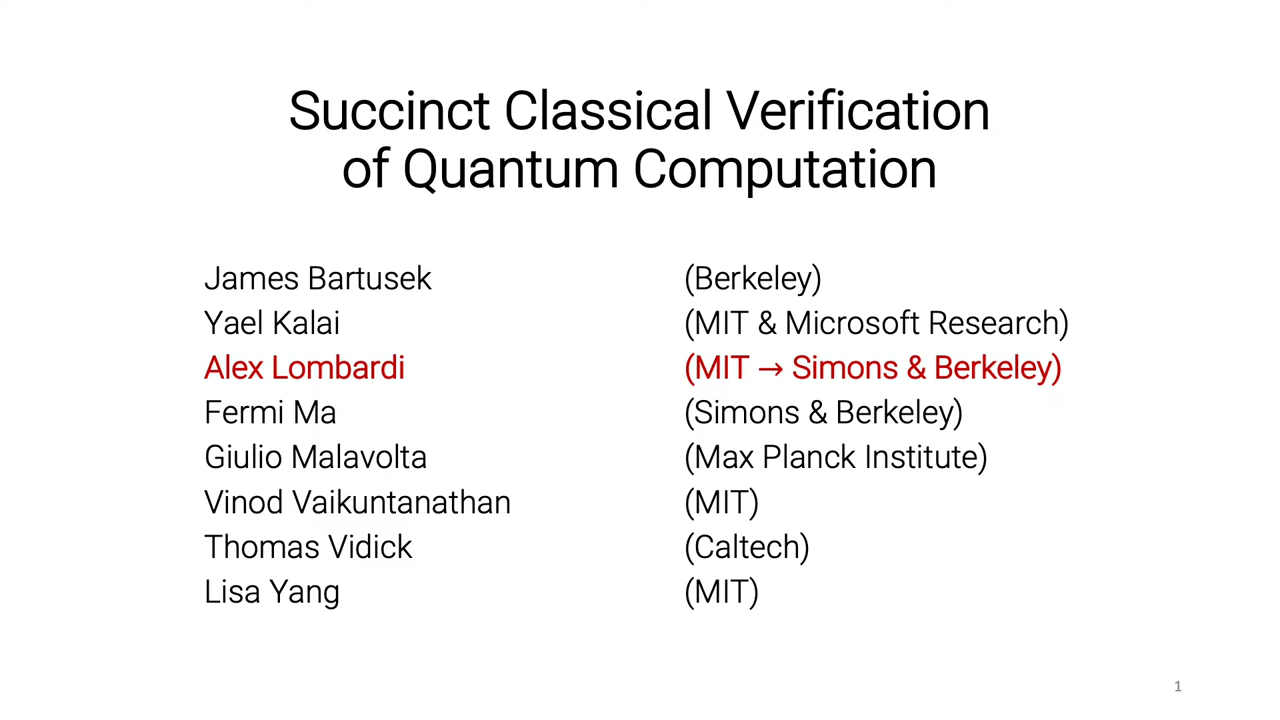 Succinct Classical Verification
of Quantum Computation
James Bartusek (Berkeley)
Yael Kalai (MIT & Microsoft Research)
Alex Lombardi (MIT → Simons & Berkeley)
Fermi Ma (Simons & Berkeley)
Giulio Malavolta (Max Planck Institute)
Vinod Vaikuntanathan (MIT)
Thomas Vidick (Caltech)
Lisa Yang (MIT)
1